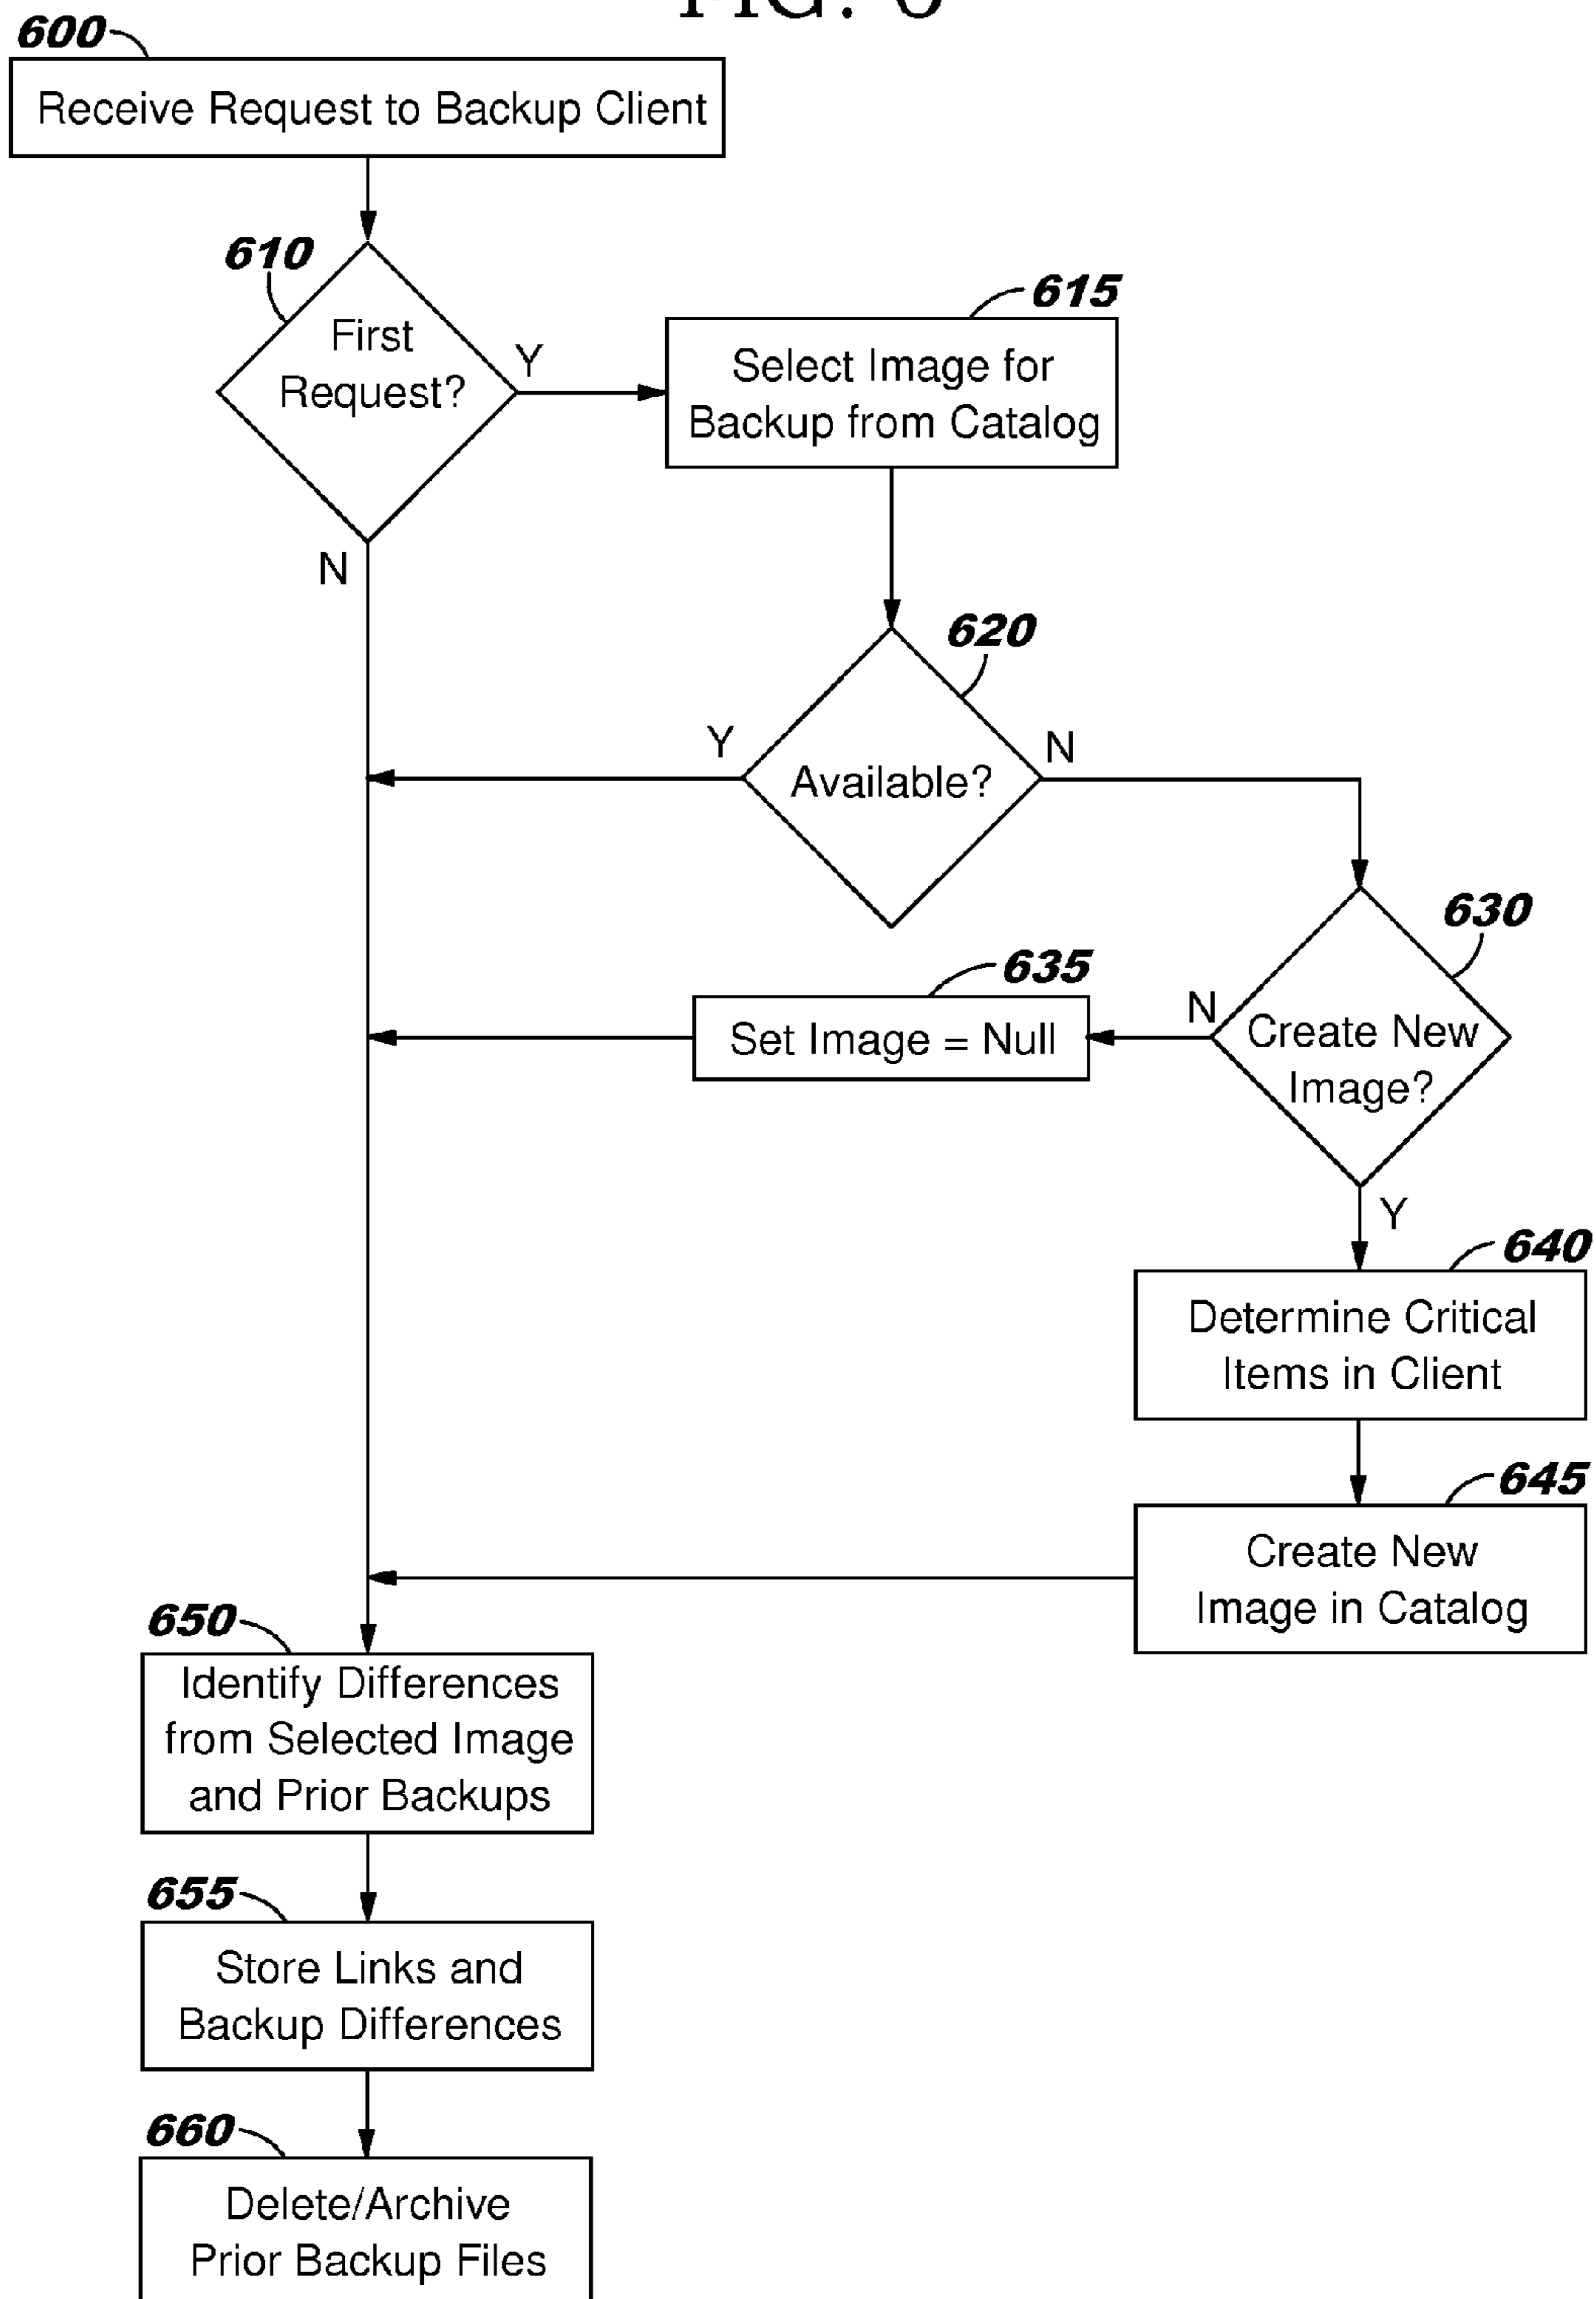 600
Receive Request to Backup Client
610
First
Request?
Y
N
615
Select Image for
Backup from Catalog
620
Available?
Y
N
630
Create New
Image?
N
Y
635
Set Image = Null
640
Determine Critical
Items in Client
645
Create New
Image in Catalog
650
Identify Differences
from Selected Image
and Prior Backups
655
Store Links and
Backup Differences
660
Delete/Archive
Prior Backup Files